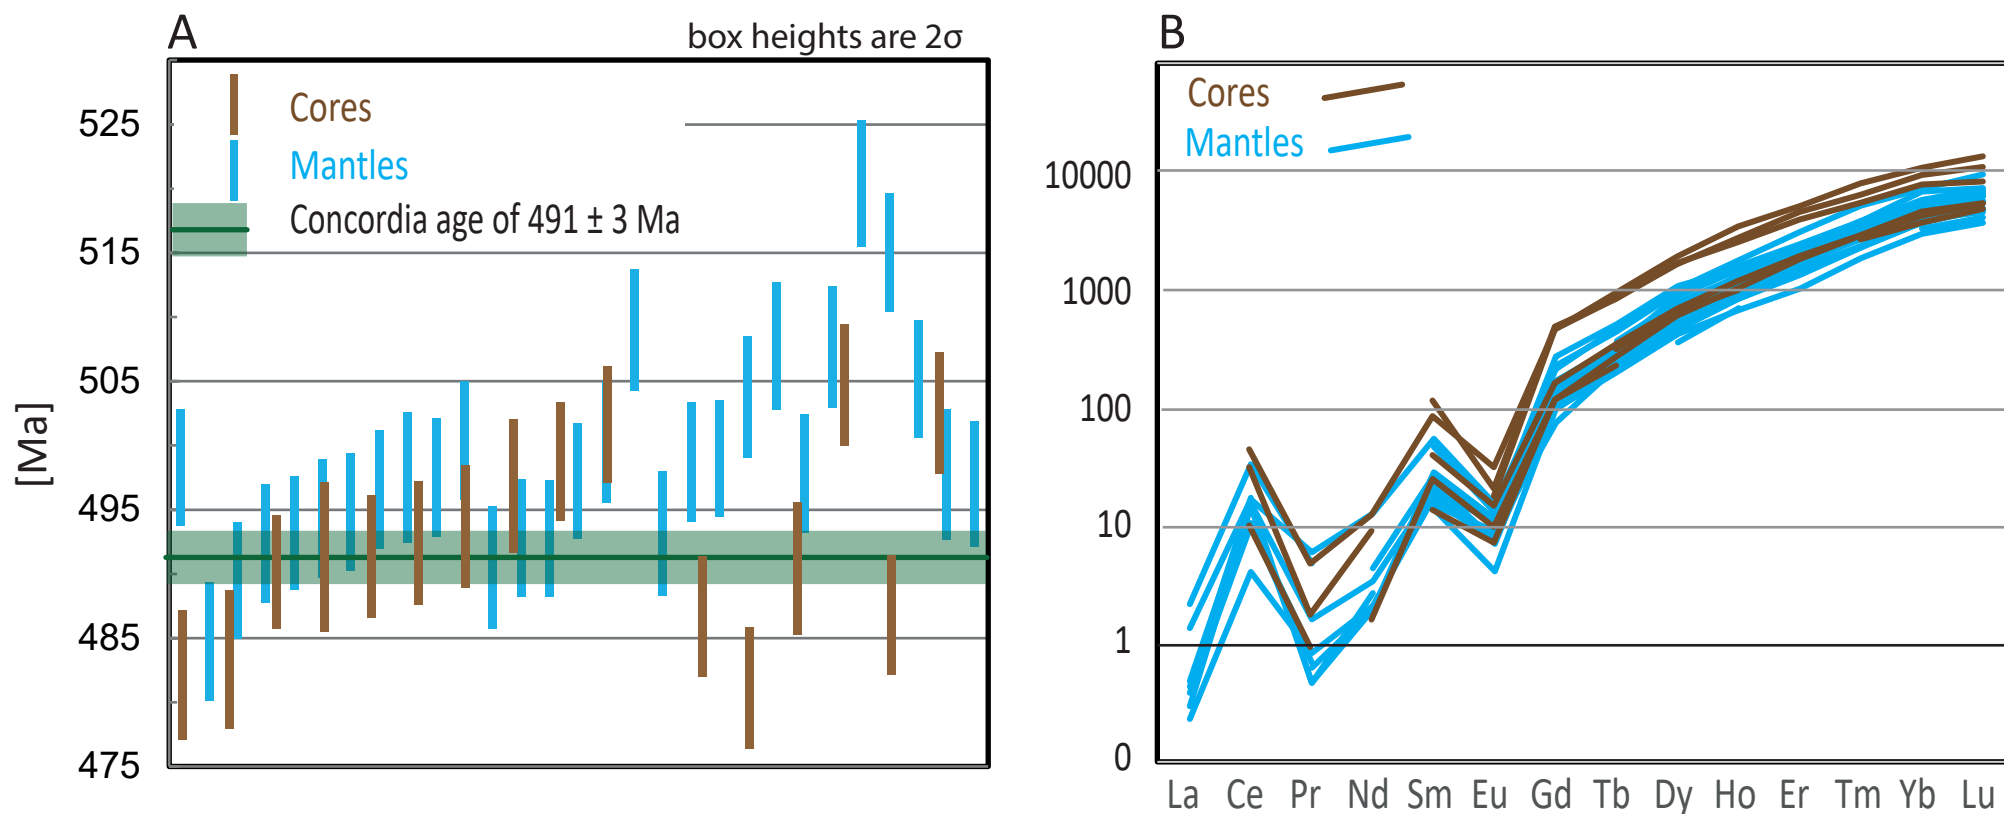 A
box heights are 2σ
Cores
Mantles
Concordia age of 491 ± 3 Ma
[Ma]
525
515
505
495
485
475
B
Cores
Mantles
10000
1000
100
10
1
0
La Ce Pr Nd Sm Eu Gd Tb Dy Ho Er Tm Yb Lu